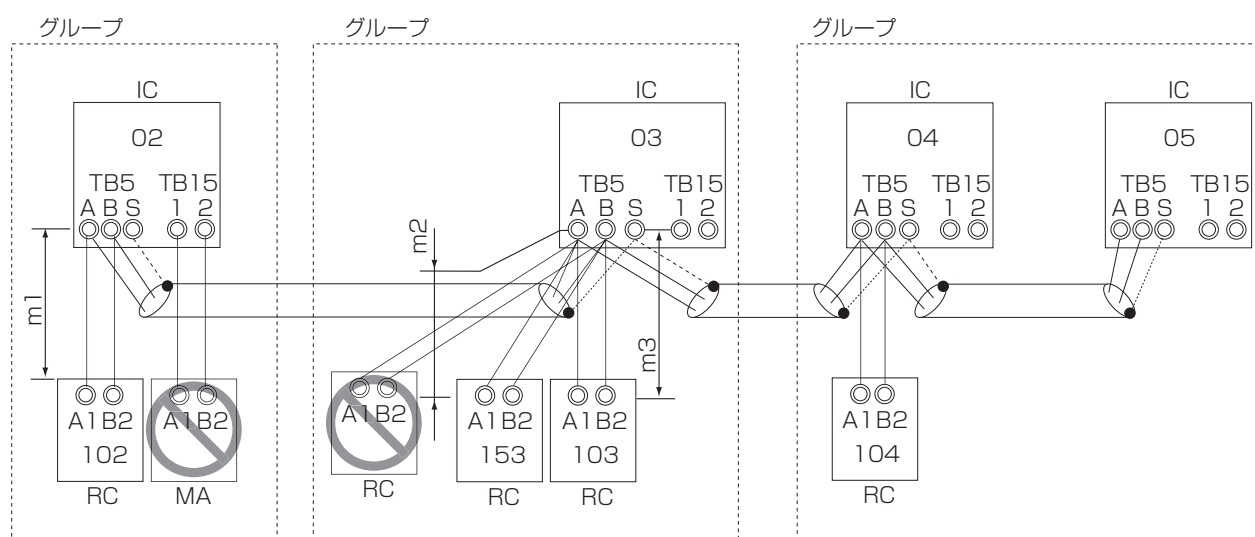 グループ
グループ
グループ
IC
IC
IC
IC
02
03
04
05
TB5 TB15
A B S 1 2
TB5 TB15
A B S 1 2
TB5 TB15
A B S 1 2
TB5 TB15
A B S 1 2
m1
m2
m3
A1B2
102
RC
A1B2
MA
A1B2
RC
A1B2
153
RC
A1B2
103
RC
A1B2
104
RC